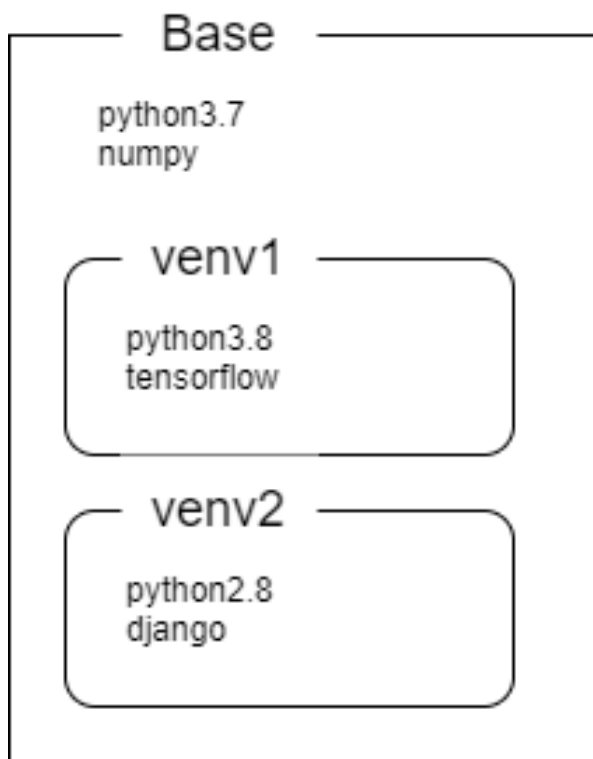 Base
python3.7
numpy
venv1
python3.8
tensorflow
venv2
python2.8
django